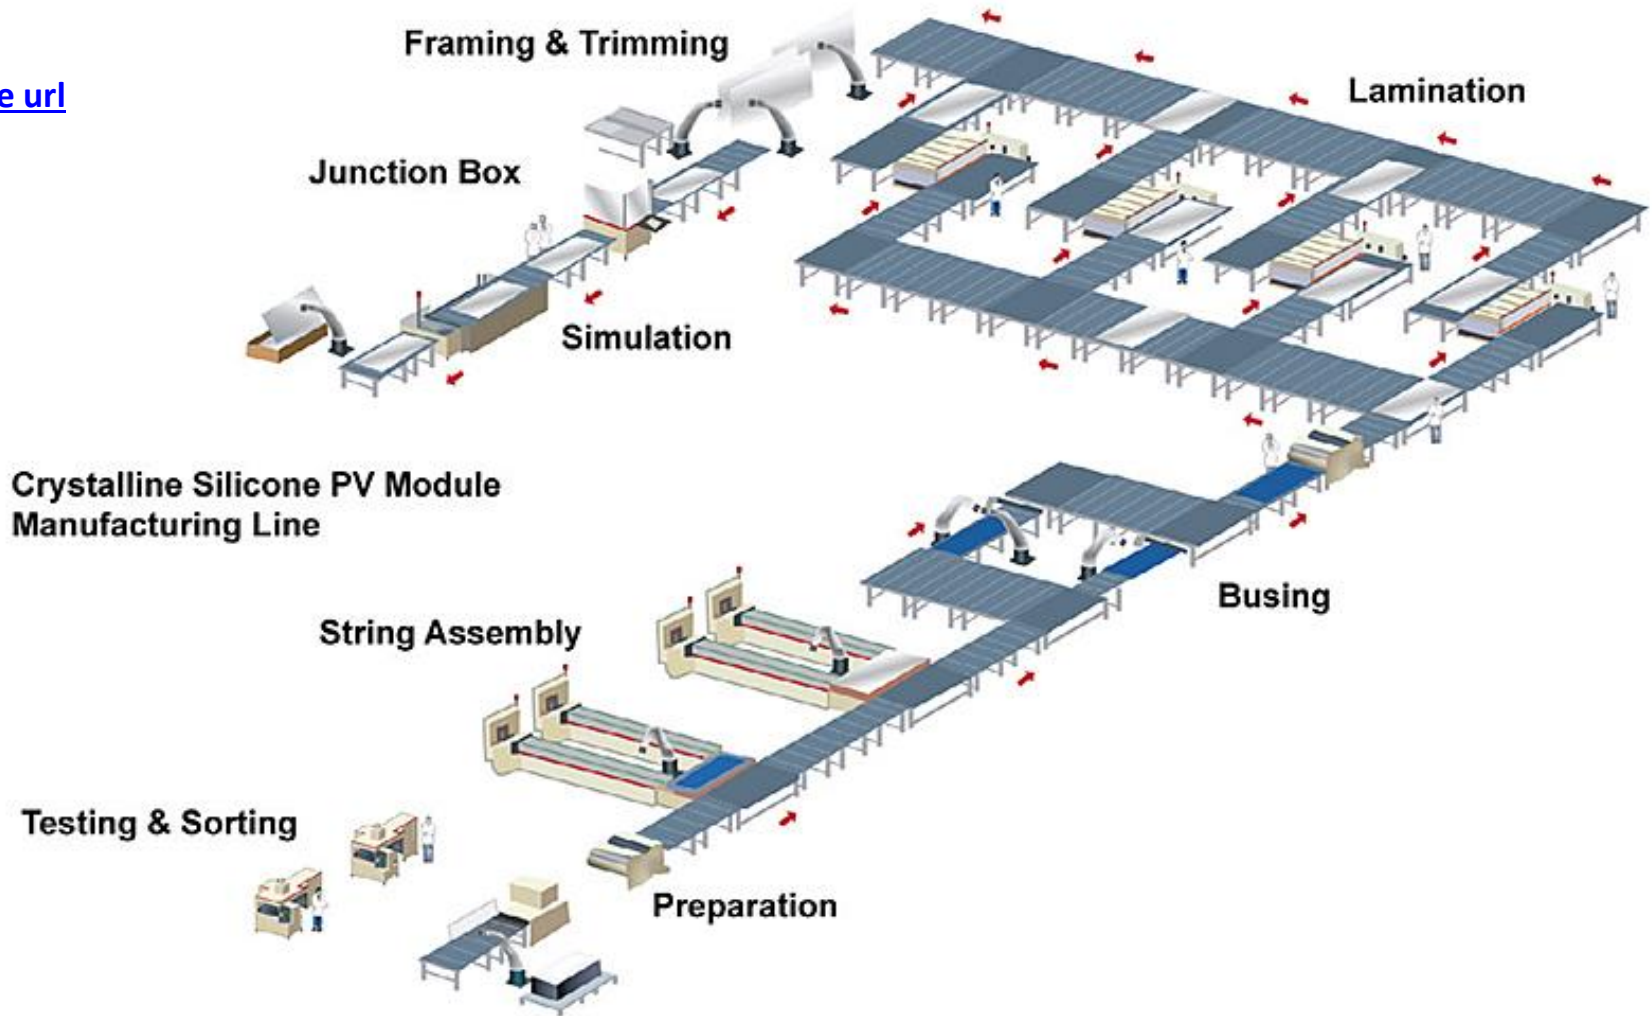 Framing & Trimming
Lamination
e url
Junction Box
Simulation
Crystalline Silicone PV Module
Manufacturing Line
Busing
String Assembly
Testing & Sorting
Preparation